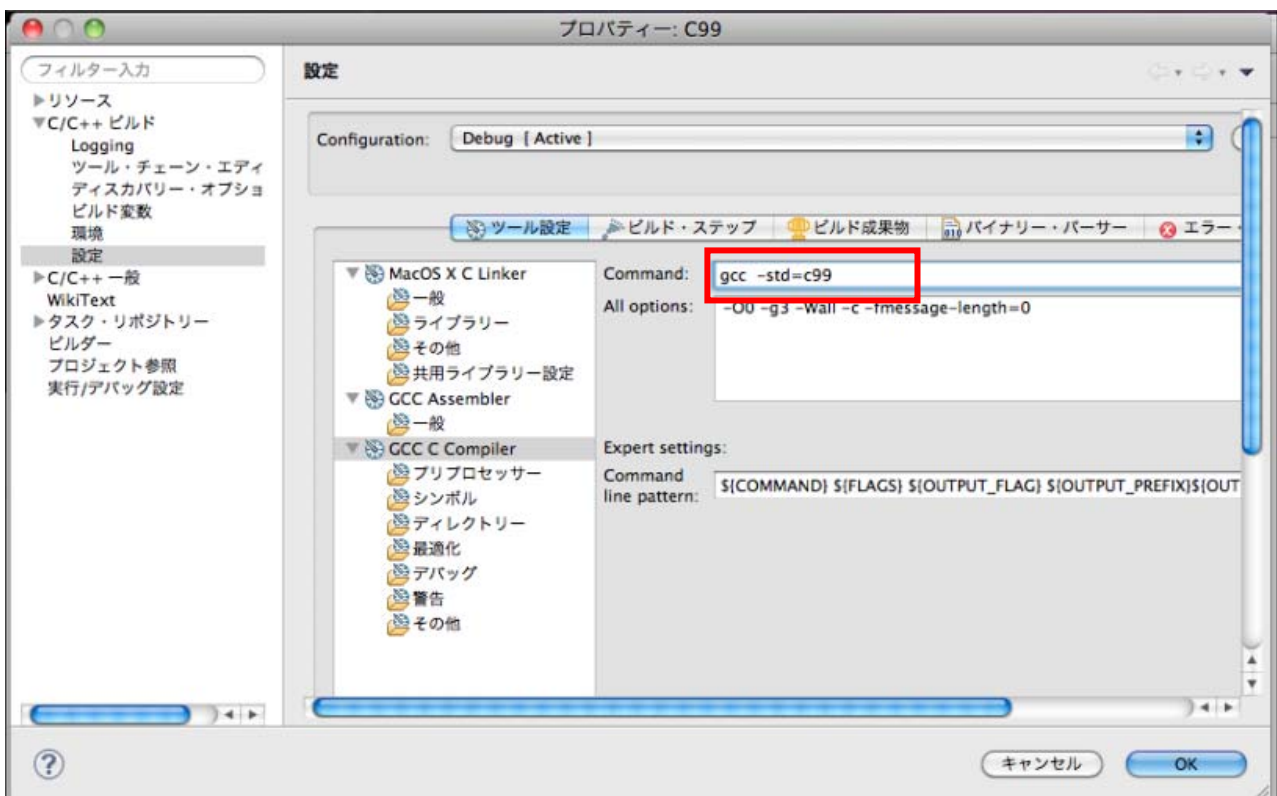 プロパティー: C99
フィルター入力
リソース
C/C++ ビルド
Logging
ツール・チェーン・エディ
ディスカバリー・オプショ
ビルド変数
環境
設定
C/C++ 一般
WikiText
タスク・リポジトリー
ビルダー
プロジェクト参照
実行/デバッグ設定
設定
Configuration: Debug [ Active ]
ツール設定 ビルド・ステップ ビルド成果物 バイナリー・パーサー エラー・
MacOS X C Linker
一般
ライブラリー
その他
共用ライブラリー設定
GCC Assembler
一般
GCC C Compiler
プリプロセッサー
シンボル
ディレクトリー
最適化
デバッグ
警告
その他
Command: gcc -std=c99
All options: -O0 -g3 -Wall -c -fmessage-length=0
Expert settings:
Command
line pattern: ${COMMAND} ${FLAGS} ${OUTPUT_FLAG} ${OUTPUT_PREFIX}${OUT
キャンセル OK